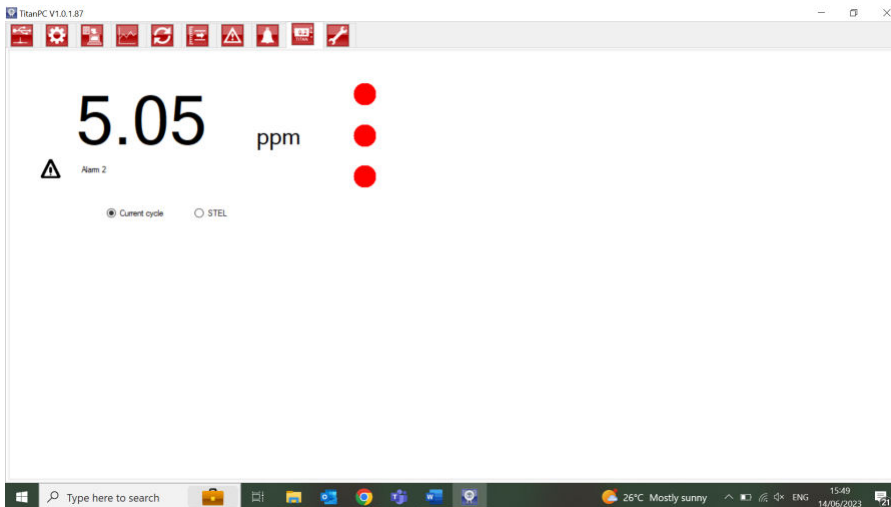 TitanPC V1.0.1.87
5.05 ppm
Alarm 2
Current cycle STEL
Type here to search
26°C Mostly sunny
ENG
15:49
14/06/2023
21